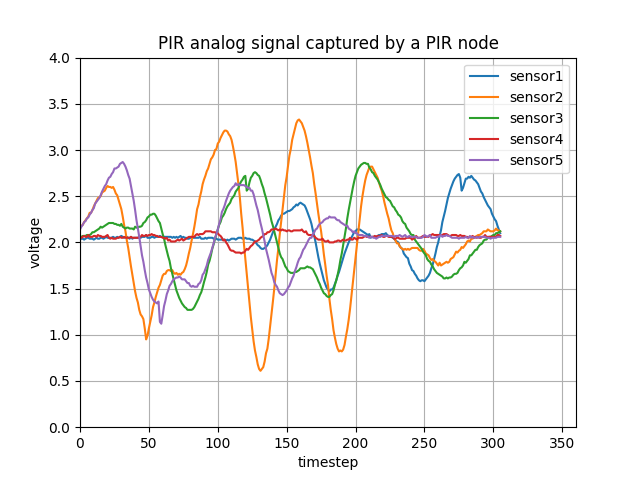 PIR analog signal captured by a PIR node
4.0
3.5
3.0
2.5
2.0
1.5
1.0
0.5
0.0
voltage
0 50 100 150 200 250 300 350
timestep
sensor1
sensor2
sensor3
sensor4
sensor5